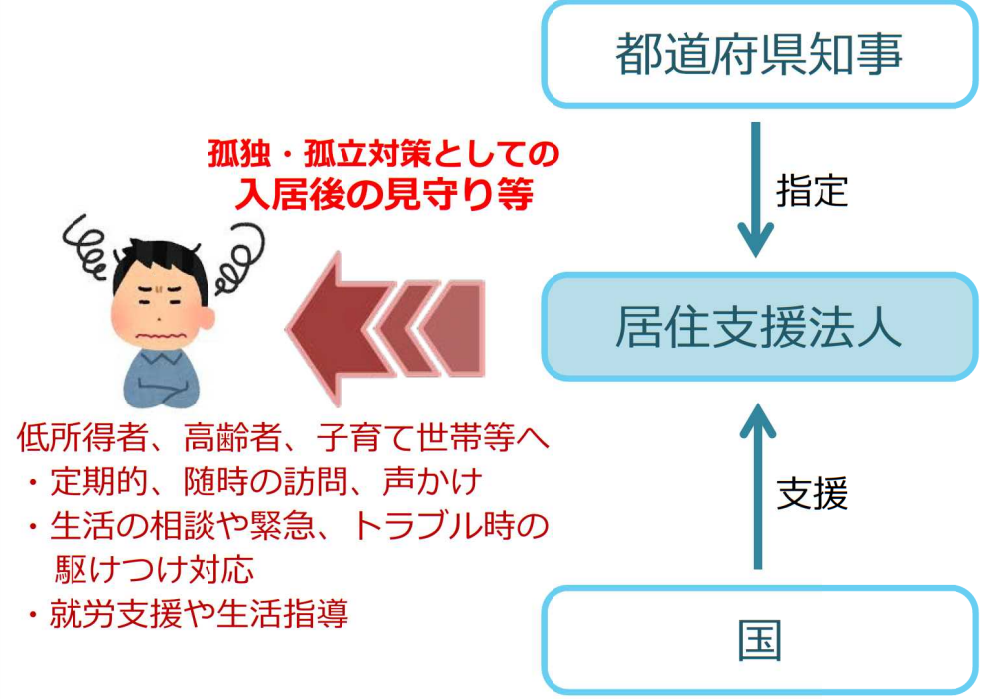 都道府県知事
孤独・孤立対策としての
入居後の見守り等
指定
居住支援法人
低所得者、高齢者、子育て世帯等へ
・定期的、随時の訪問、声かけ
・生活の相談や緊急、トラブル時の
駆けつけ対応
・就労支援や生活指導
支援
国